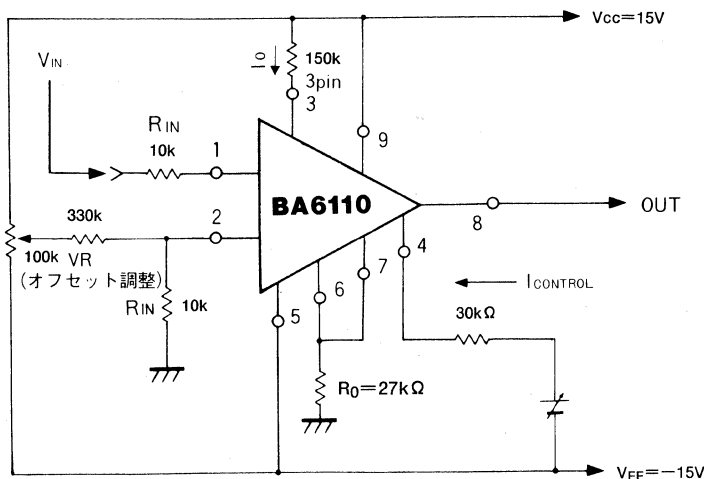 Vcc=15V
VIN
Io
150k
3pin
3
RIN
10k
1
9
BA6110
OUT
8
330k
2
4
100k VR
(オフセット調整)
7
ICONTROL
RIN 10k
6
5
30kΩ
R0=27kΩ
VEE=−15V